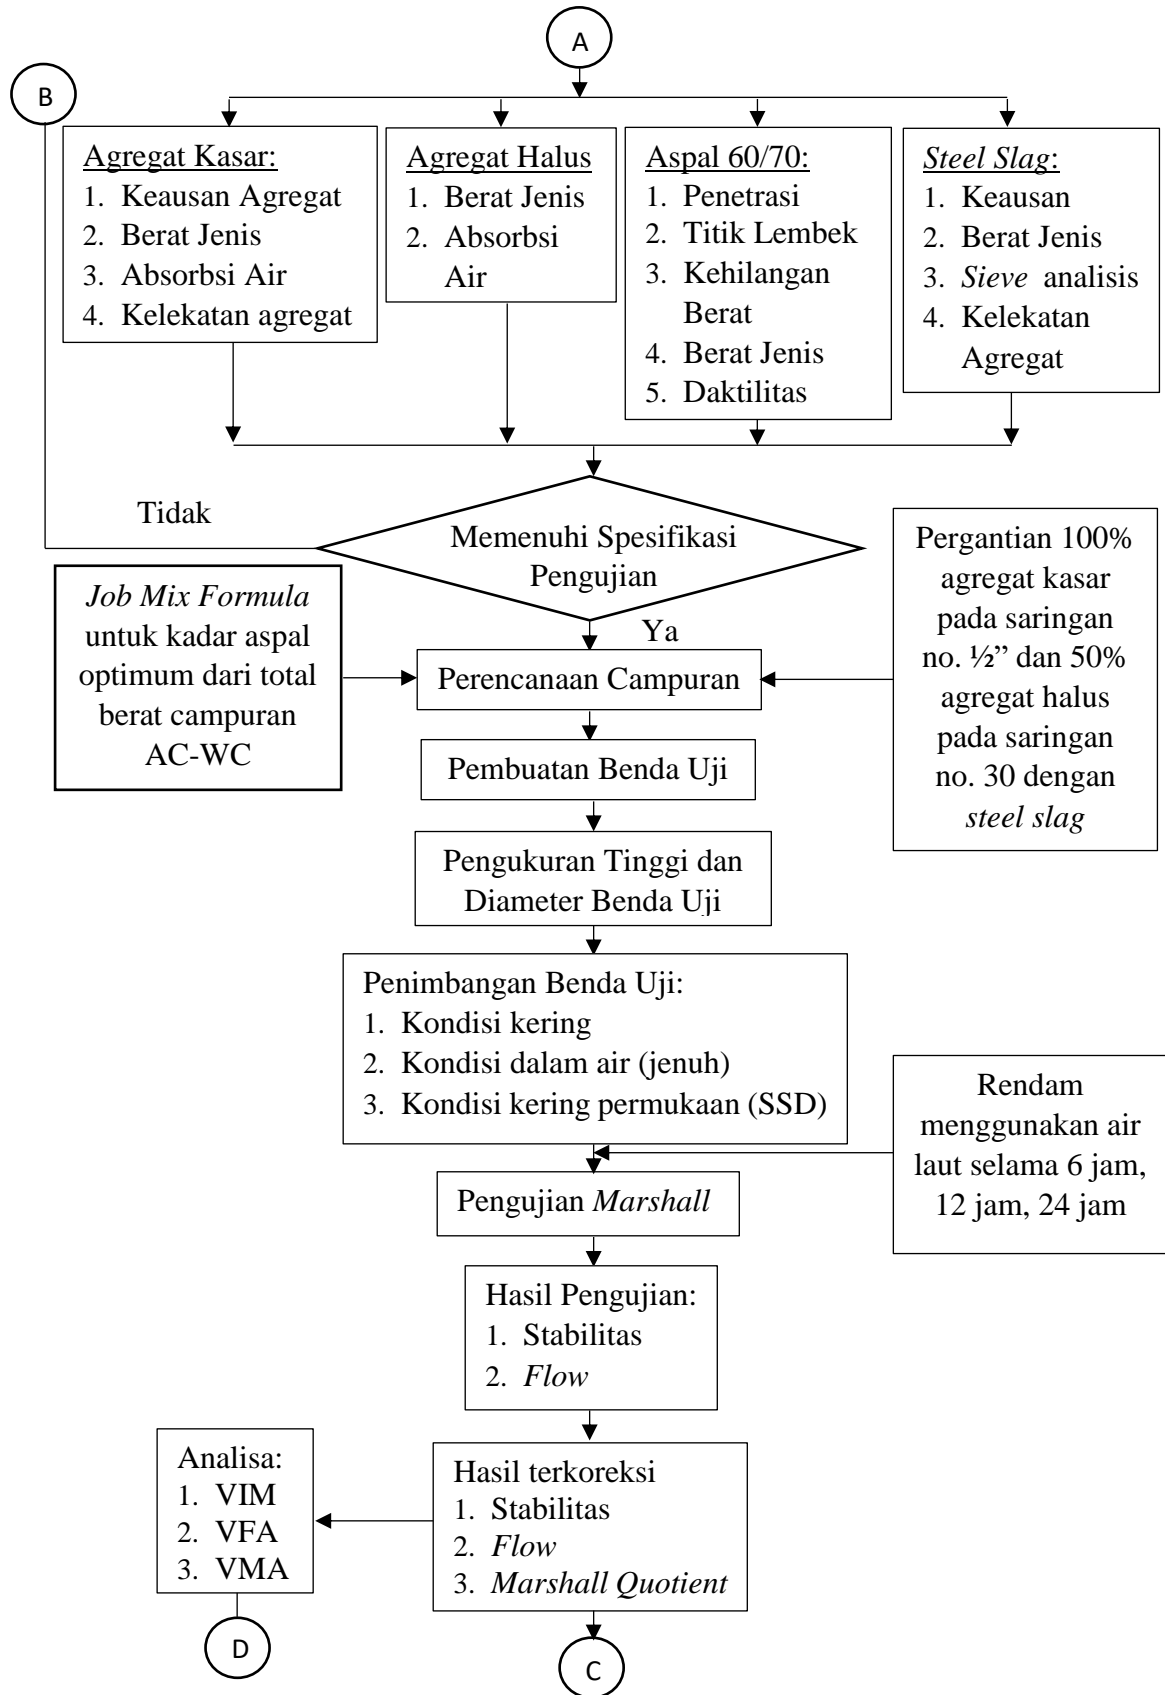 A
B
Agregat Kasar:
1. Keausan Agregat
2. Berat Jenis
3. Absorbsi Air
4. Kelekatan agregat
Agregat Halus
1. Berat Jenis
2. Absorbsi
Air
Aspal 60/70:
1. Penetrasi
2. Titik Lembek
3. Kehilangan
Berat
4. Berat Jenis
5. Daktilitas
Steel Slag:
1. Keausan
2. Berat Jenis
3. Sieve analisis
4. Kelekatan
Agregat
Tidak
Memenuhi Spesifikasi
Pengujian
Ya
Job Mix Formula
untuk kadar aspal
optimum dari total
berat campuran
AC-WC
Perencanaan Campuran
Pergantian 100%
agregat kasar
pada saringan
no. ½” dan 50%
agregat halus
pada saringan
no. 30 dengan
steel slag
Pembuatan Benda Uji
Pengukuran Tinggi dan
Diameter Benda Uji
Penimbangan Benda Uji:
1. Kondisi kering
2. Kondisi dalam air (jenuh)
3. Kondisi kering permukaan (SSD)
Rendam
menggunakan air
laut selama 6 jam,
12 jam, 24 jam
Pengujian Marshall
Hasil Pengujian:
1. Stabilitas
2. Flow
Hasil terkoreksi
1. Stabilitas
2. Flow
3. Marshall Quotient
Analisa:
1. VIM
2. VFA
3. VMA
D
C